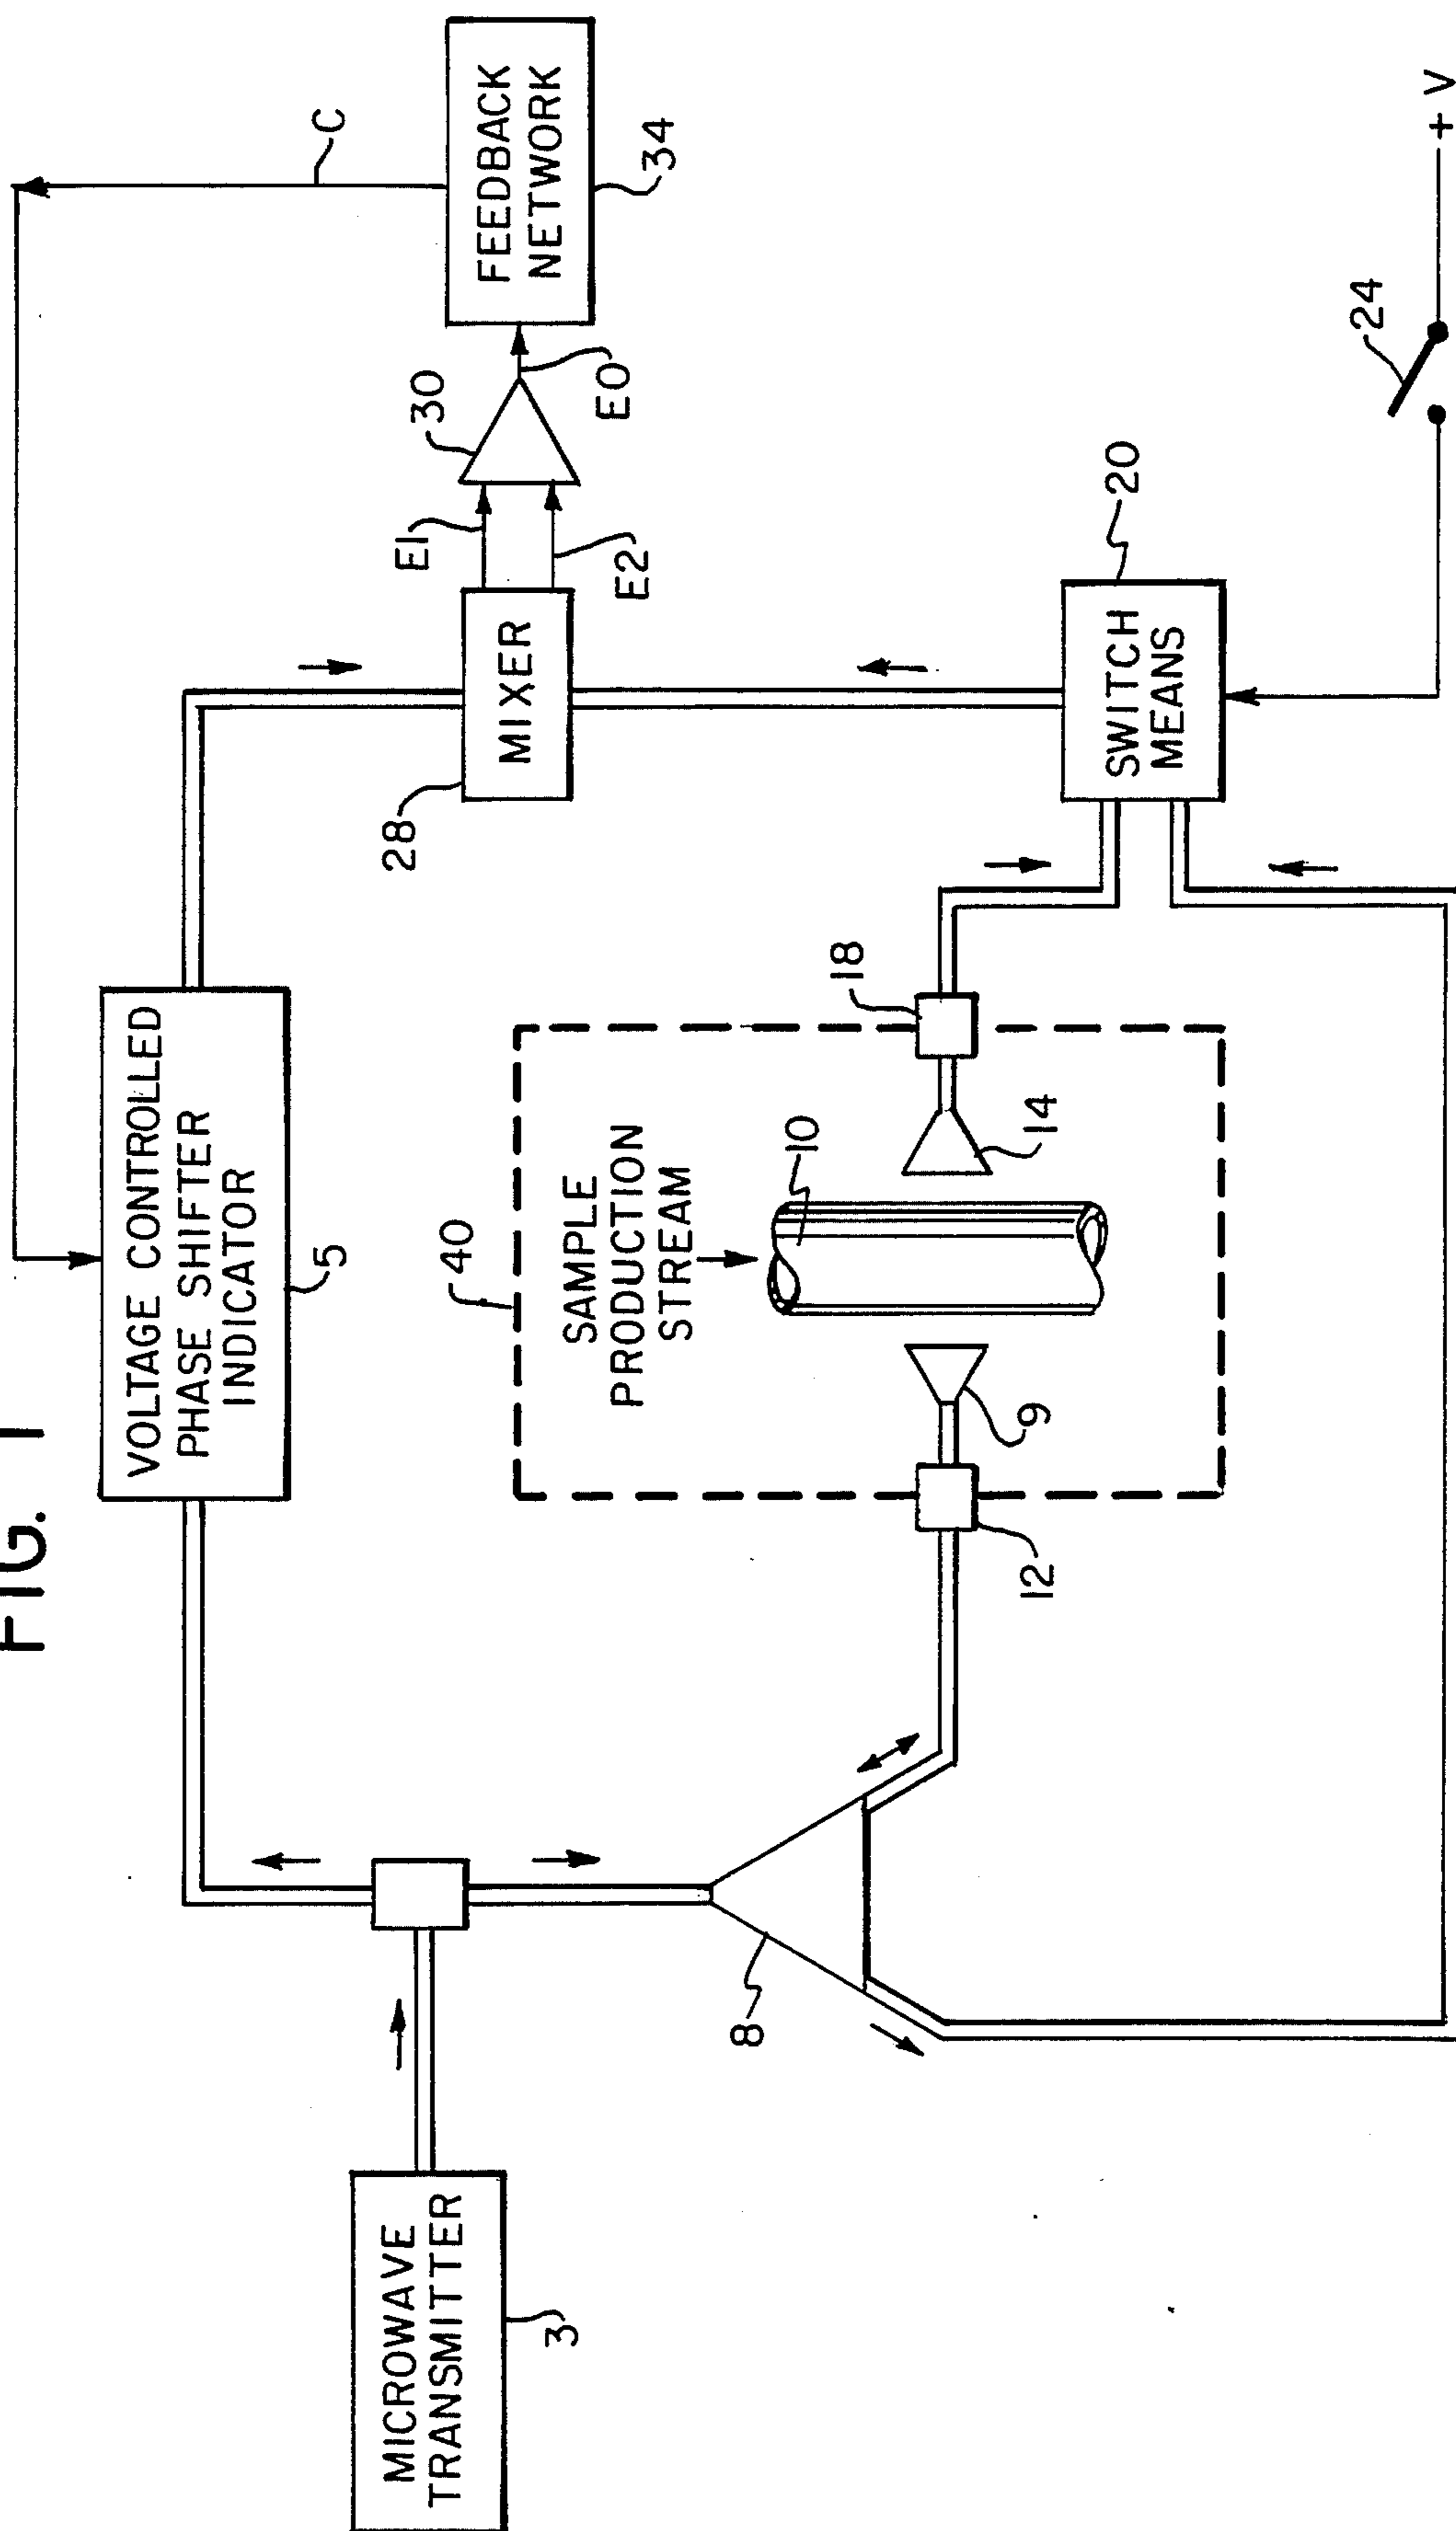 FIG. 1
VOLTAGE CONTROLLED
PHASE SHIFTER
INDICATOR
5
C
FEEDBACK
NETWORK
34
30
E0
E1
E2
MIXER
28
MICROWAVE
TRANSMITTER
3
8
40
SAMPLE
PRODUCTION
STREAM
10
9
12
14
18
SWITCH
MEANS
20
24
+ V